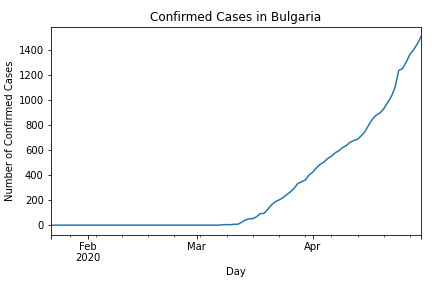 Confirmed Cases in Bulgaria
Number of Confirmed Cases
1400
1200
1000
800
600
400
200
0
Feb
2020
Mar
Apr
Day